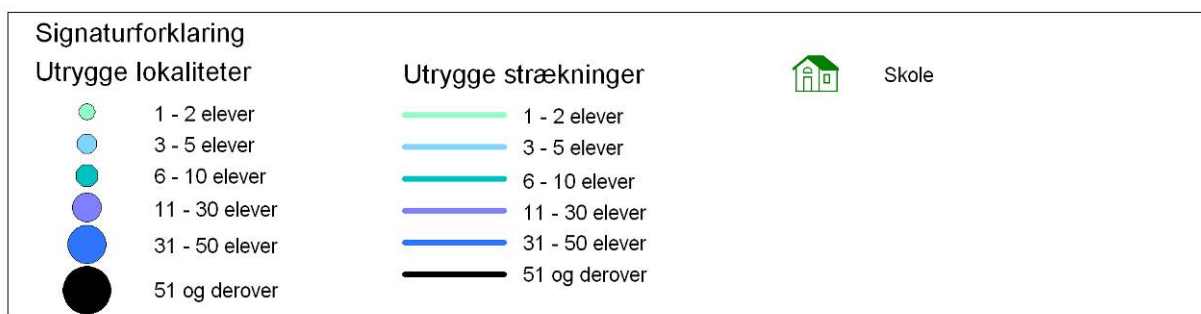 Signaturforklaring
Utrygge lokaliteter
1 - 2 elever
3 - 5 elever
6 - 10 elever
11 - 30 elever
31 - 50 elever
51 og derover
Utrygge strækninger
1 - 2 elever
3 - 5 elever
6 - 10 elever
11 - 30 elever
31 - 50 elever
51 og derover
Skole